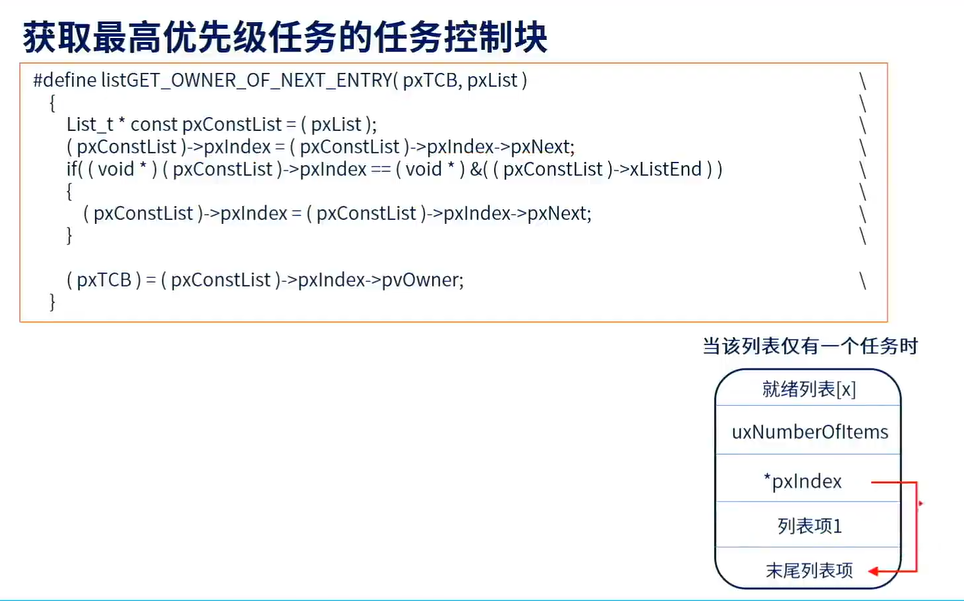 获取最高优先级任务的任务控制块
#define listGET_OWNER_OF_NEXT_ENTRY( pxTCB, pxList ) \
{ \
List_t * const pxConstList = ( pxList ); \
( pxConstList )->pxIndex = ( pxConstList )->pxIndex->pxNext; \
if( ( void * ) ( pxConstList )->pxIndex == ( void * ) &( ( pxConstList )->xListEnd ) ) \
{ \
( pxConstList )->pxIndex = ( pxConstList )->pxIndex->pxNext; \
} \
( pxTCB ) = ( pxConstList )->pxIndex->pvOwner; \
}
当该列表仅有一个任务时
就绪列表[x]
uxNumberOfItems
*pxIndex
列表项1
末尾列表项